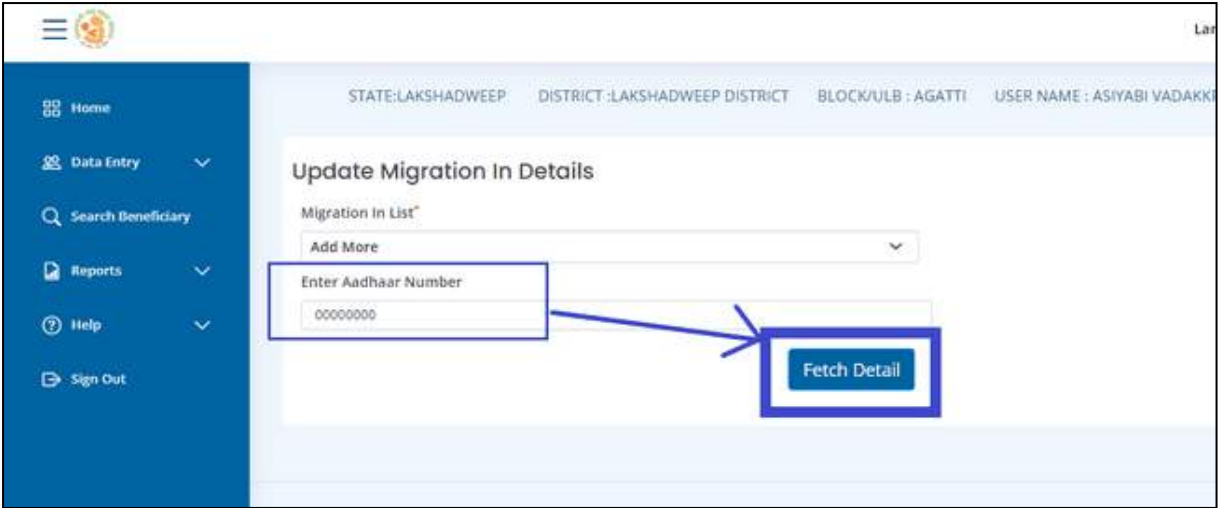 Lar
STATE:LAKSHADWEEP DISTRICT :LAKSHADWEEP DISTRICT BLOCK/ULB : AGATTI USER NAME : ASIYABI VADAKK
Home
Data Entry
Search Beneficiary
Reports
Help
Sign Out
Update Migration In Details
Migration In List*
Add More
Enter Aadhaar Number
00000000
Fetch Detail